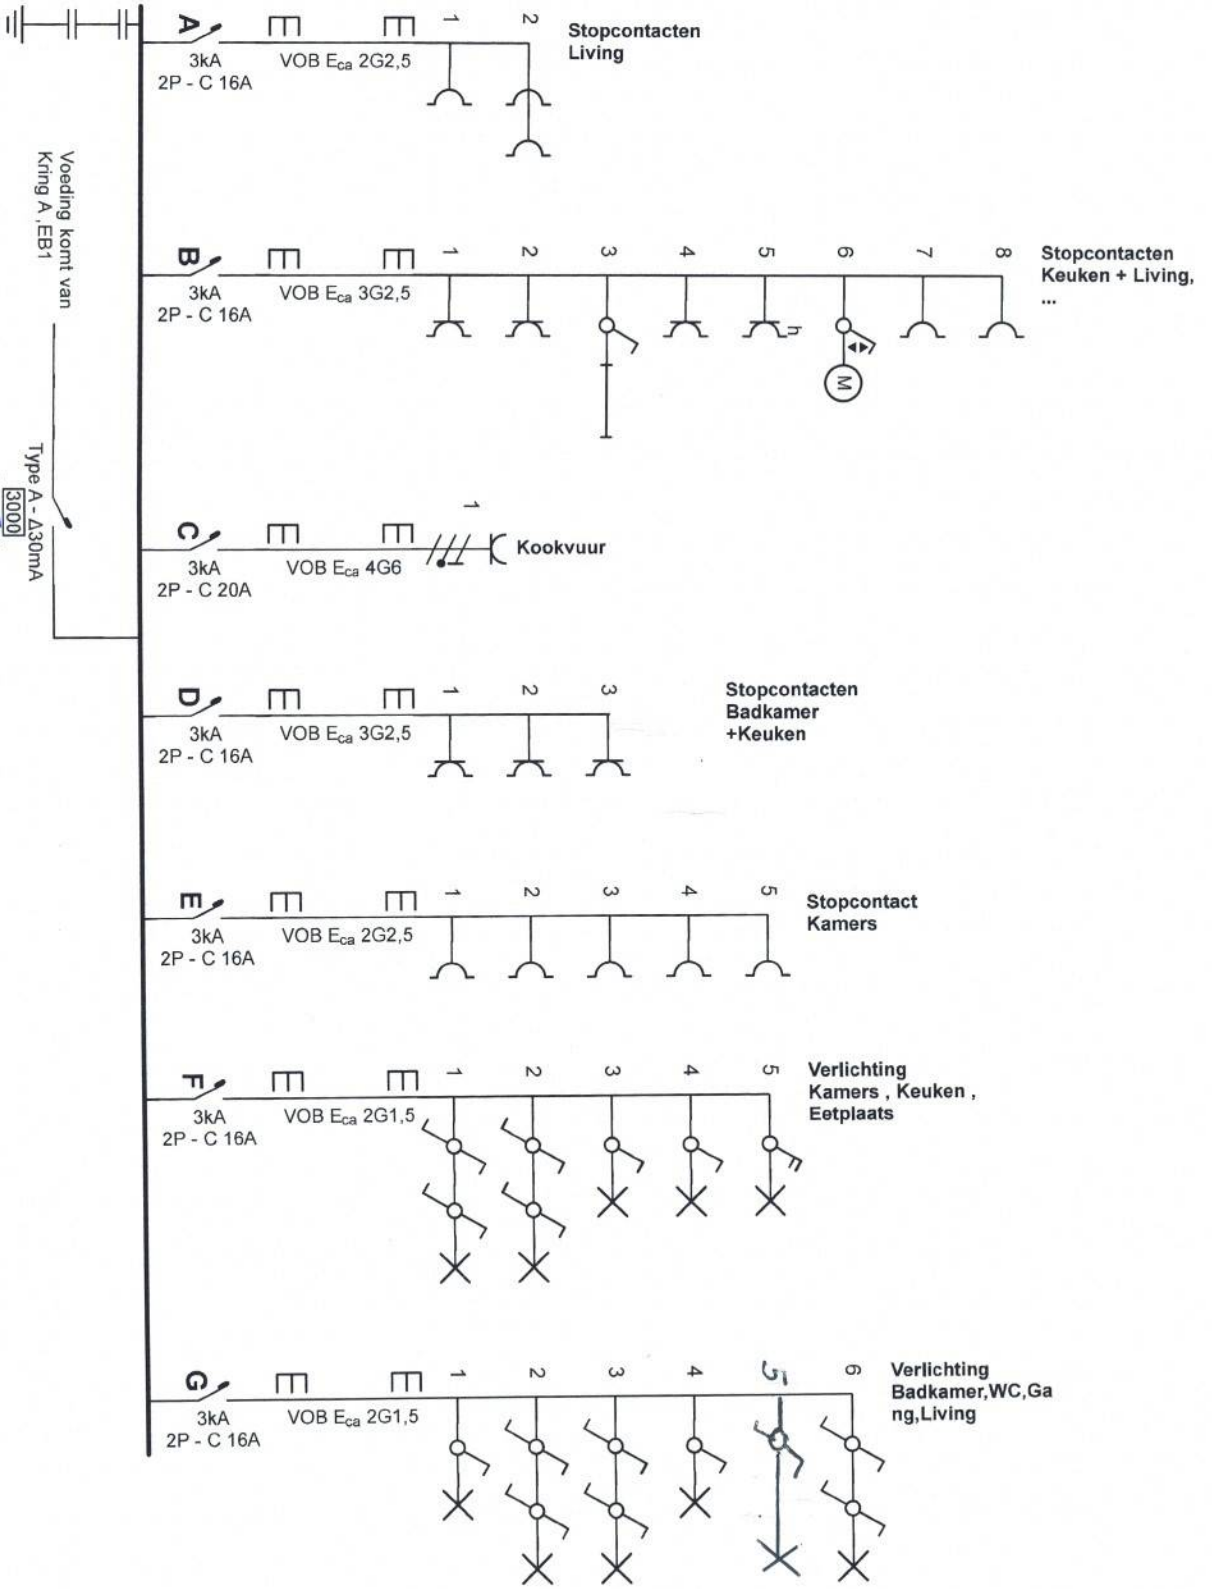 A
3kA
2P - C 16A
VOB Eca 2G2,5
1
2
Stopcontacten
Living
Voeding komt van
Kring A ,EB1
B
3kA
2P - C 16A
VOB Eca 3G2,5
1
2
3
4
5
6
7
8
h
M
Stopcontacten
Keuken + Living,
...
Type A - Δ30mA
3000
C
3kA
2P - C 20A
VOB Eca 4G6
1
Kookvuur
D
3kA
2P - C 16A
VOB Eca 3G2,5
1
2
3
Stopcontacten
Badkamer
+Keuken
E
3kA
2P - C 16A
VOB Eca 2G2,5
1
2
3
4
5
Stopcontact
Kamers
F
3kA
2P - C 16A
VOB Eca 2G1,5
1
2
3
4
5
Verlichting
Kamers , Keuken ,
Eetplaats
G
3kA
2P - C 16A
VOB Eca 2G1,5
1
2
3
4
5
6
Verlichting
Badkamer,WC,Ga
ng,Living